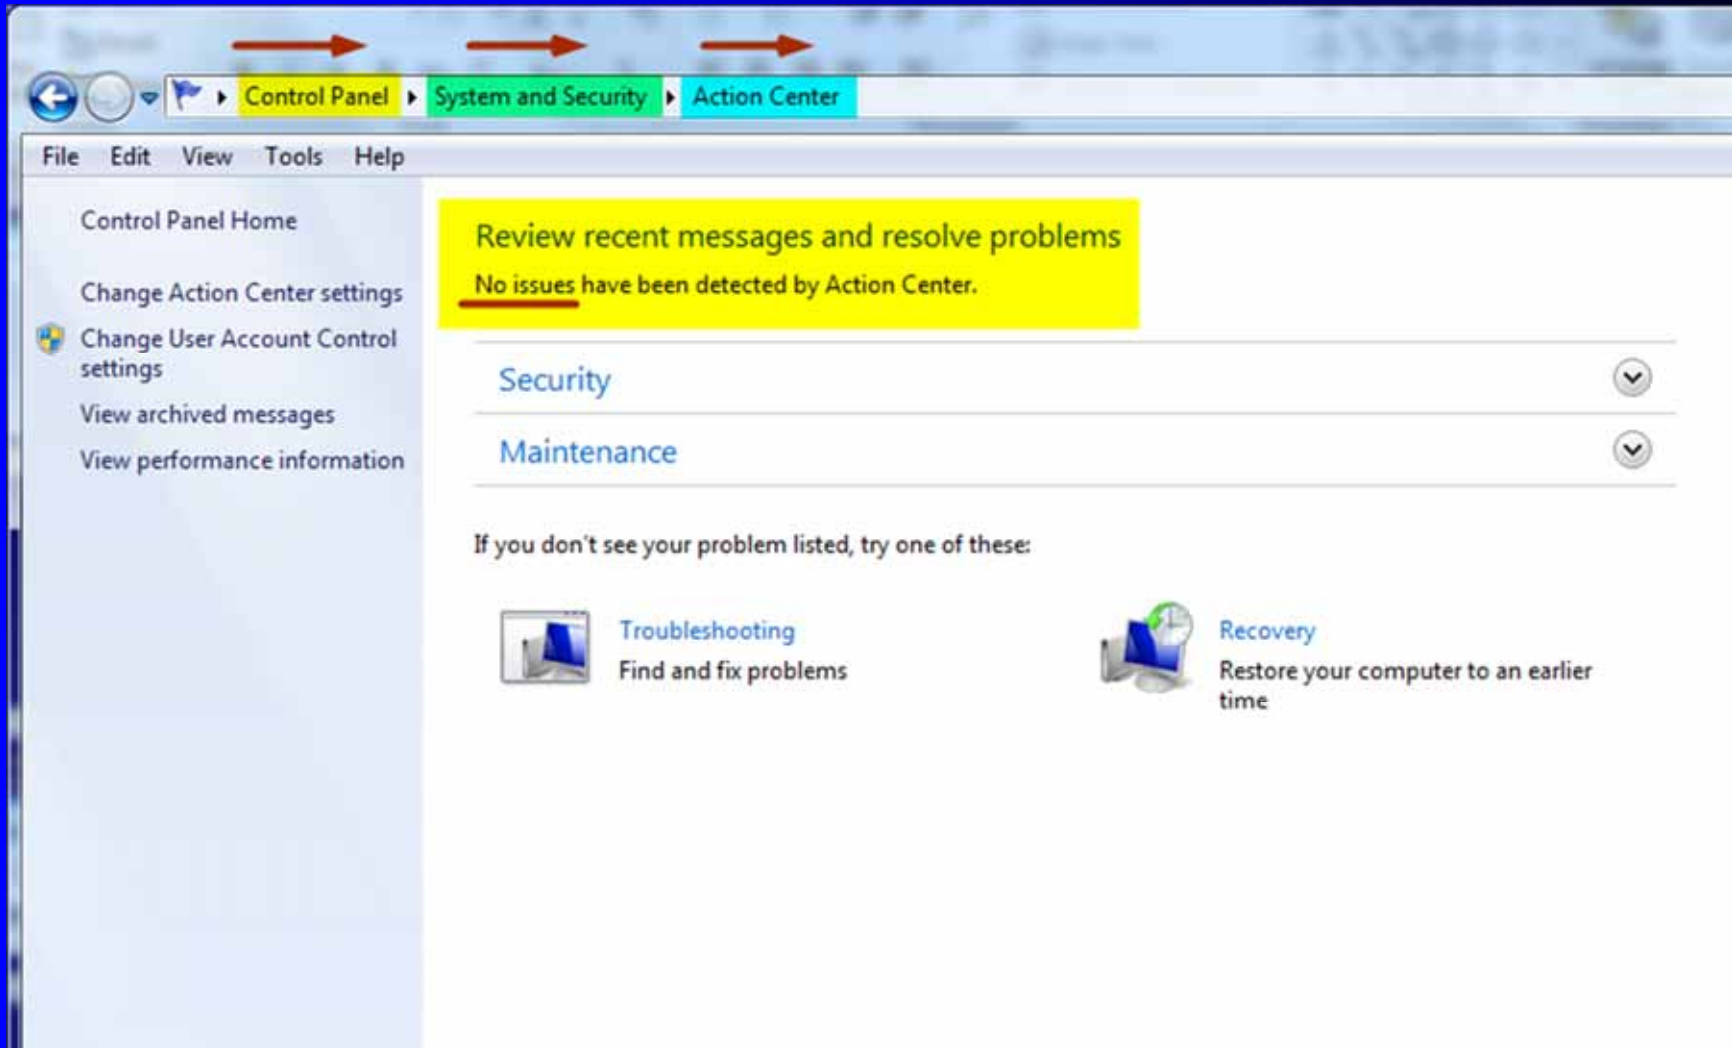 Control Panel System and Security Action Center
File Edit View Tools Help
Control Panel Home
Change Action Center settings
Change User Account Control
settings
View archived messages
View performance information
Review recent messages and resolve problems
No issues have been detected by Action Center.
Security
Maintenance
If you don't see your problem listed, try one of these:
Troubleshooting
Find and fix problems
Recovery
Restore your computer to an earlier
time